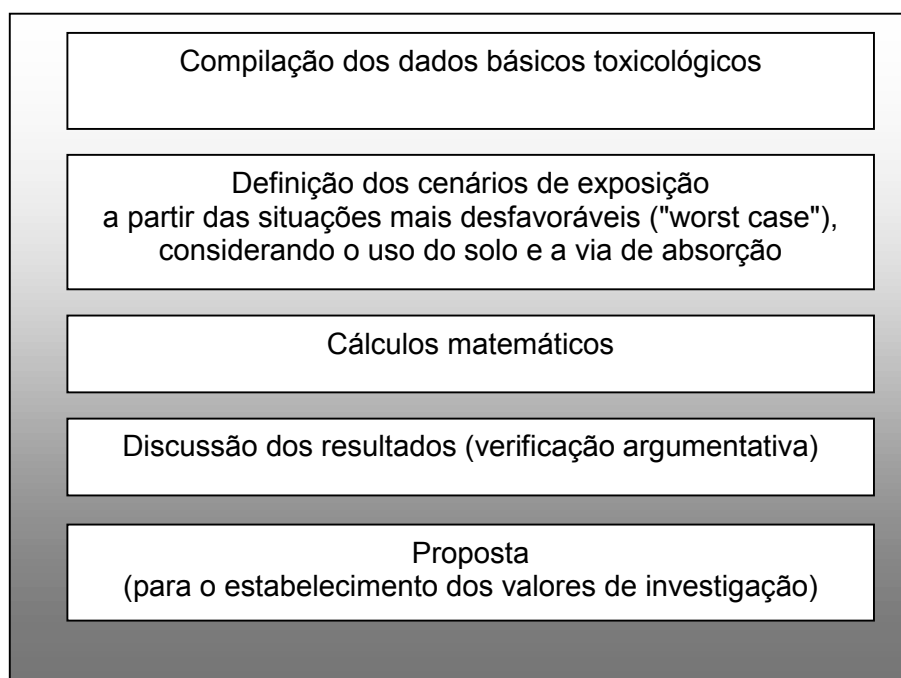 Compilação dos dados básicos toxicológicos
Definição dos cenários de exposição
a partir das situações mais desfavoráveis ("worst case"),
considerando o uso do solo e a via de absorção
Cálculos matemáticos
Discussão dos resultados (verificação argumentativa)
Proposta
(para o estabelecimento dos valores de investigação)